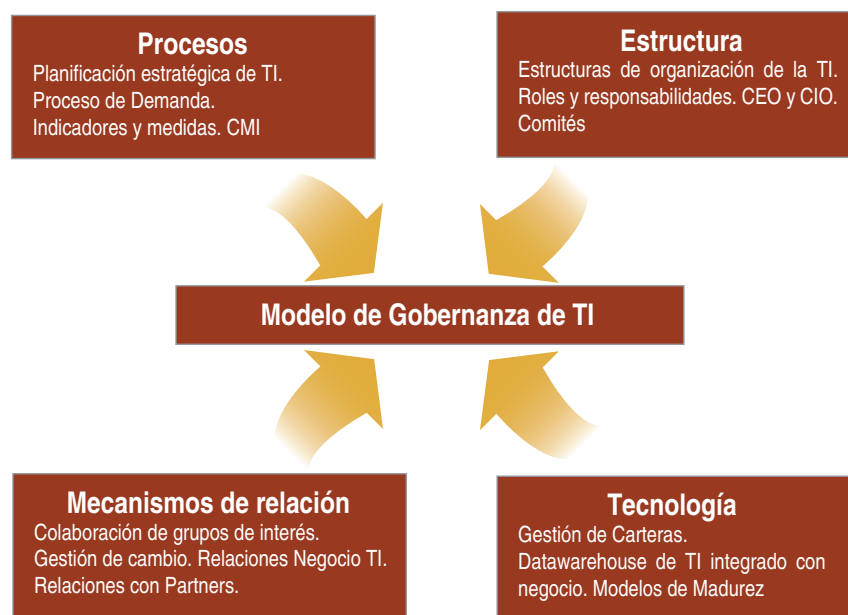 Procesos
Planificación estratégica de TI.
Proceso de Demanda.
Indicadores y medidas. CMI
Estructura
Estructuras de organización de la TI.
Roles y responsabilidades. CEO y CIO.
Comités
Modelo de Gobernanza de TI
Mecanismos de relación
Colaboración de grupos de interés.
Gestión de cambio. Relaciones Negocio TI.
Relaciones con Partners.
Tecnología
Gestión de Carteras.
Datawarehouse de TI integrado con
negocio. Modelos de Madurez